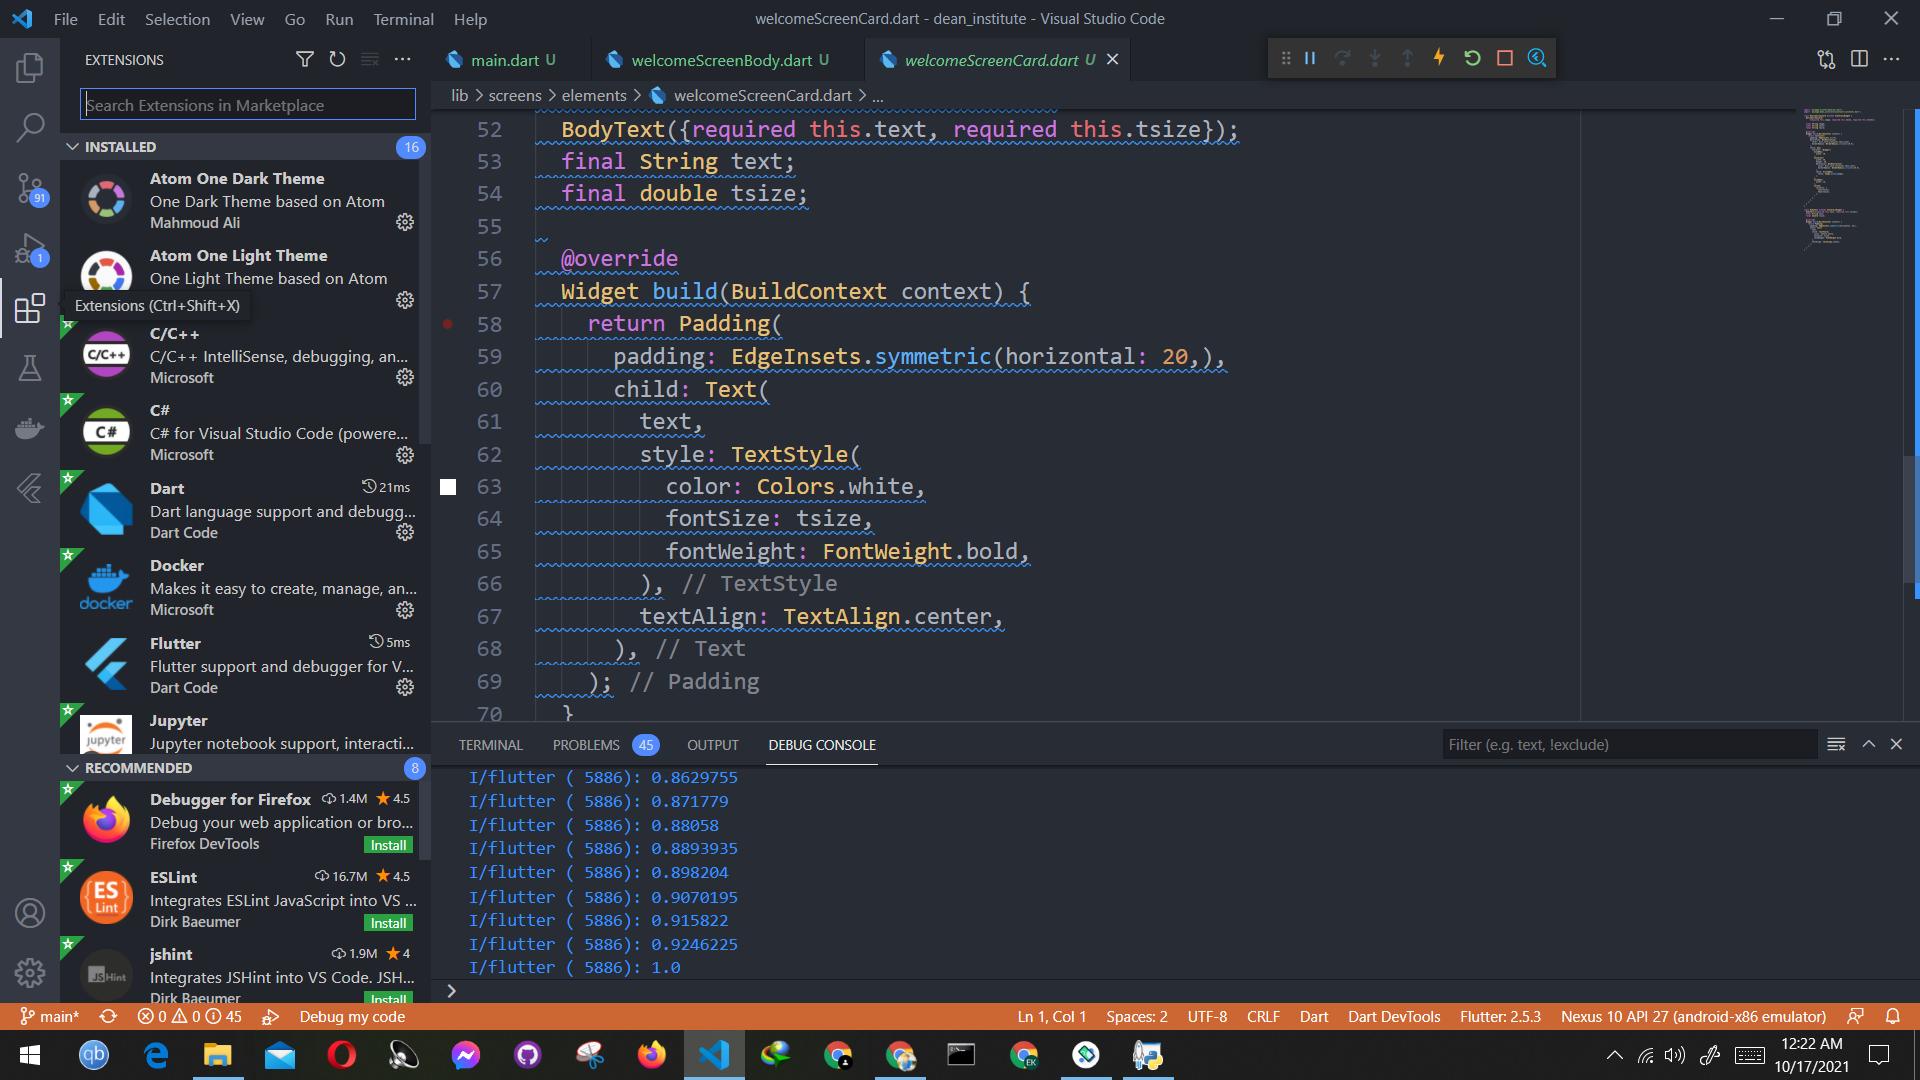 File Edit Selection View Go Run Terminal Help
welcomeScreenCard.dart - dean_institute - Visual Studio Code
EXTENSIONS
Search Extensions in Marketplace
INSTALLED 16
Atom One Dark Theme
One Dark Theme based on Atom
Mahmoud Ali
Atom One Light Theme
One Light Theme based on Atom
Extensions (Ctrl+Shift+X)
C/C++
C/C++
C/C++ IntelliSense, debugging, an...
Microsoft
C#
C#
C# for Visual Studio Code (powere...
Microsoft
Dart 21ms
Dart language support and debugg...
Dart Code
Docker
docker
Makes it easy to create, manage, an...
Microsoft
Flutter 5ms
Flutter support and debugger for V...
Dart Code
Jupyter
jupyter
Jupyter notebook support, interacti...
RECOMMENDED 8
Debugger for Firefox 1.4M 4.5
Debug your web application or bro...
Firefox DevTools Install
ESLint 16.7M 4.5
ES
Lint
Integrates ESLint JavaScript into VS ...
Dirk Baeumer Install
jshint 1.9M 4
JSHint
Integrates JSHint into VS Code. JSH...
Dirk Baeumer Install
91
1
main.dart U
welcomeScreenBody.dart U
welcomeScreenCard.dart U
lib > screens > elements > welcomeScreenCard.dart > ...
52 BodyText({required this.text, required this.tsize});
53 final String text;
54 final double tsize;
55
56 @override
57 Widget build(BuildContext context) {
58 return Padding(
59 padding: EdgeInsets.symmetric(horizontal: 20,),
60 child: Text(
61 text,
62 style: TextStyle(
63 color: Colors.white,
64 fontSize: tsize,
65 fontWeight: FontWeight.bold,
66 ), // TextStyle
67 textAlign: TextAlign.center,
68 ), // Text
69 ); // Padding
70 }
TERMINAL PROBLEMS 45 OUTPUT DEBUG CONSOLE
Filter (e.g. text, !exclude)
I/flutter ( 5886): 0.8629755
I/flutter ( 5886): 0.871779
I/flutter ( 5886): 0.88058
I/flutter ( 5886): 0.8893935
I/flutter ( 5886): 0.898204
I/flutter ( 5886): 0.9070195
I/flutter ( 5886): 0.915822
I/flutter ( 5886): 0.9246225
I/flutter ( 5886): 1.0
>
main* 0 0 45 Debug my code
Ln 1, Col 1 Spaces: 2 UTF-8 CRLF Dart Dart DevTools Flutter: 2.5.3 Nexus 10 API 27 (android-x86 emulator)
qb
EK
12:22 AM
10/17/2021